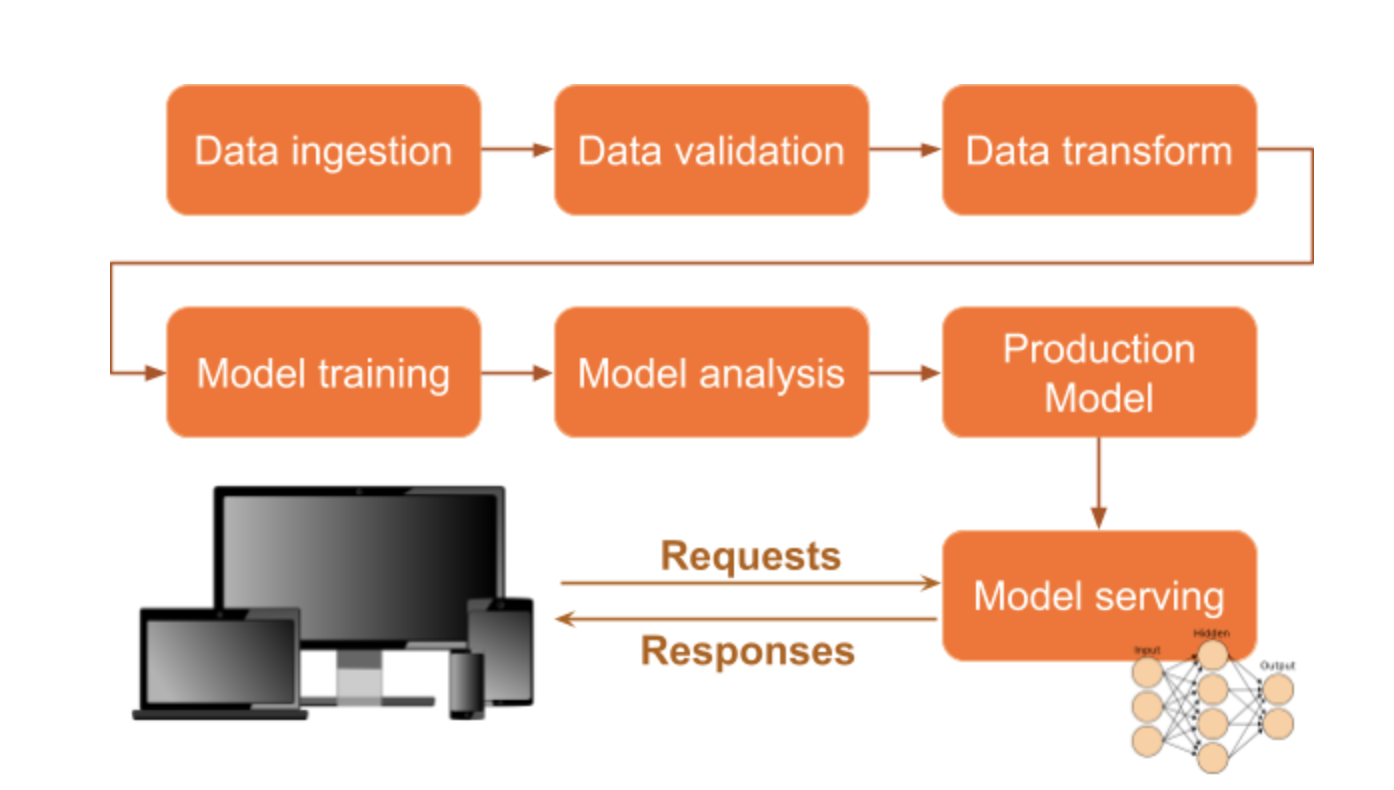 Data ingestion
Data validation
Data transform
Model training
Model analysis
Production
Model
Requests
Model serving
Responses
Hidden
Input
Output